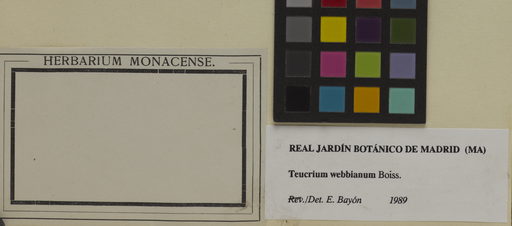 HERBARIUM MONACENSE.
REAL JARDÍN BOTÁNICO DE MADRID (MA)
Teucrium webbianum Boiss.
Rev./Det. E. Bayón 1989